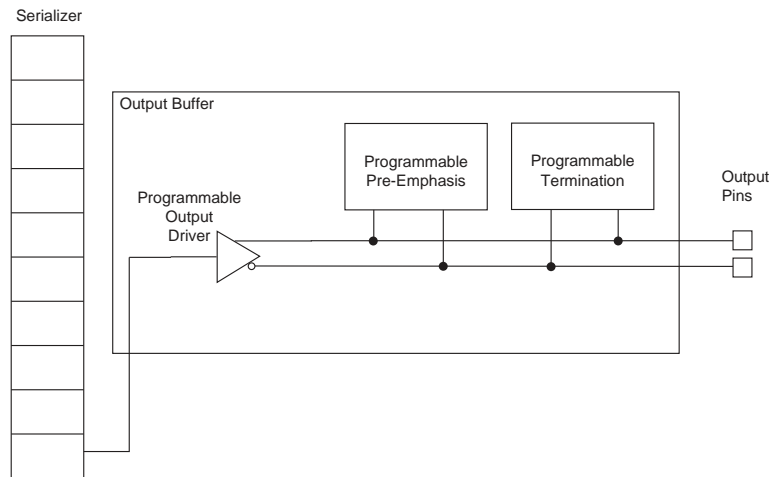 Serializer
Output Buffer
Programmable
Pre-Emphasis
Programmable
Termination
Output
Pins
Programmable
Output
Driver